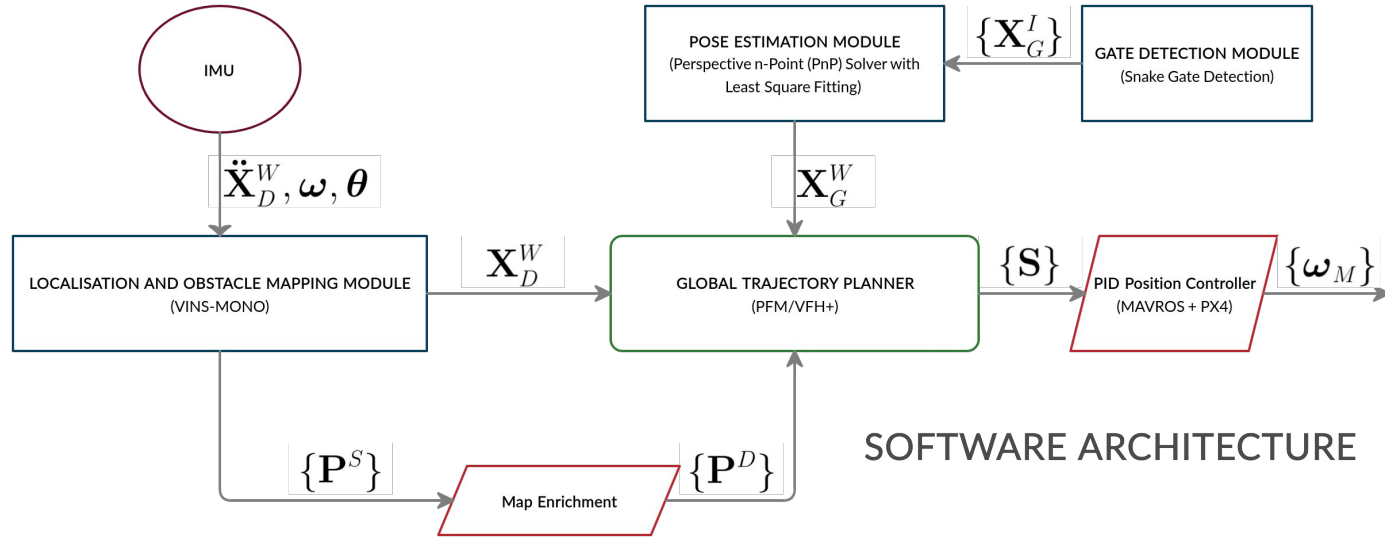 IMU
POSE ESTIMATION MODULE
(Perspective n-Point (PnP) Solver with
Least Square Fitting)
{X_G^I}
GATE DETECTION MODULE
(Snake Gate Detection)
Ẍ_D^W, ω, θ
X_G^W
LOCALISATION AND OBSTACLE MAPPING MODULE
(VINS-MONO)
X_D^W
GLOBAL TRAJECTORY PLANNER
(PFM/VFH+)
{S}
PID Position Controller
(MAVROS + PX4)
{ω_M}
{P^S}
Map Enrichment
{P^D}
SOFTWARE ARCHITECTURE